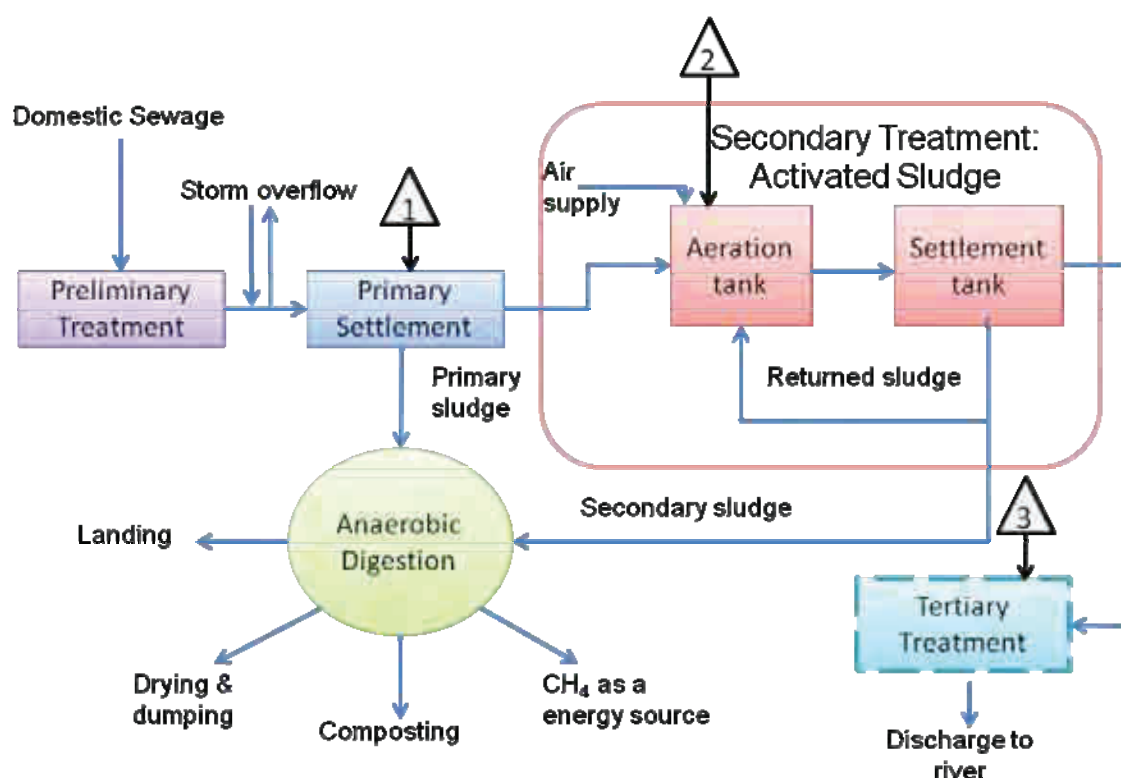 2
Domestic Sewage
Secondary Treatment:
Activated Sludge
Air
supply
Storm overflow
1
Preliminary
Treatment
Primary
Settlement
Aeration
tank
Settlement
tank
Primary
sludge
Returned sludge
Secondary sludge
3
Landing
Anaerobic
Digestion
Tertiary
Treatment
Drying &
dumping
Composting
CH₄ as a
energy source
Discharge to
river